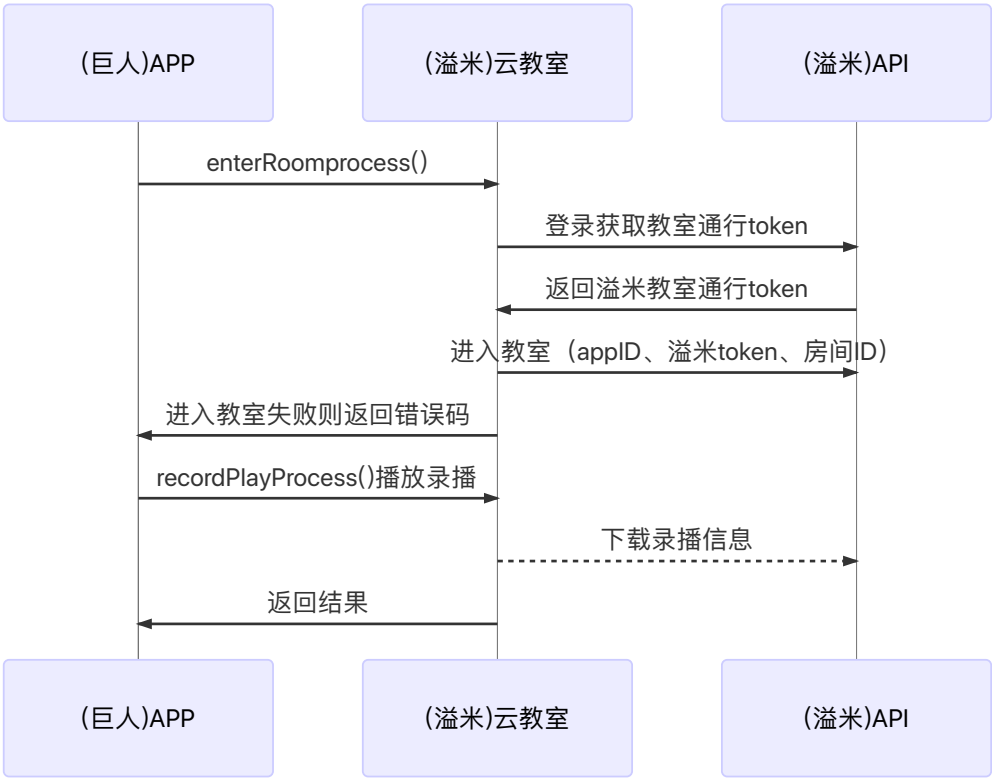 (巨人)APP
(溢米)云教室
(溢米)API
enterRoomprocess()
登录获取教室通行token
返回溢米教室通行token
进入教室（appID、溢米token、房间ID）
进入教室失败则返回错误码
recordPlayProcess()播放录播
下载录播信息
返回结果
(巨人)APP
(溢米)云教室
(溢米)API